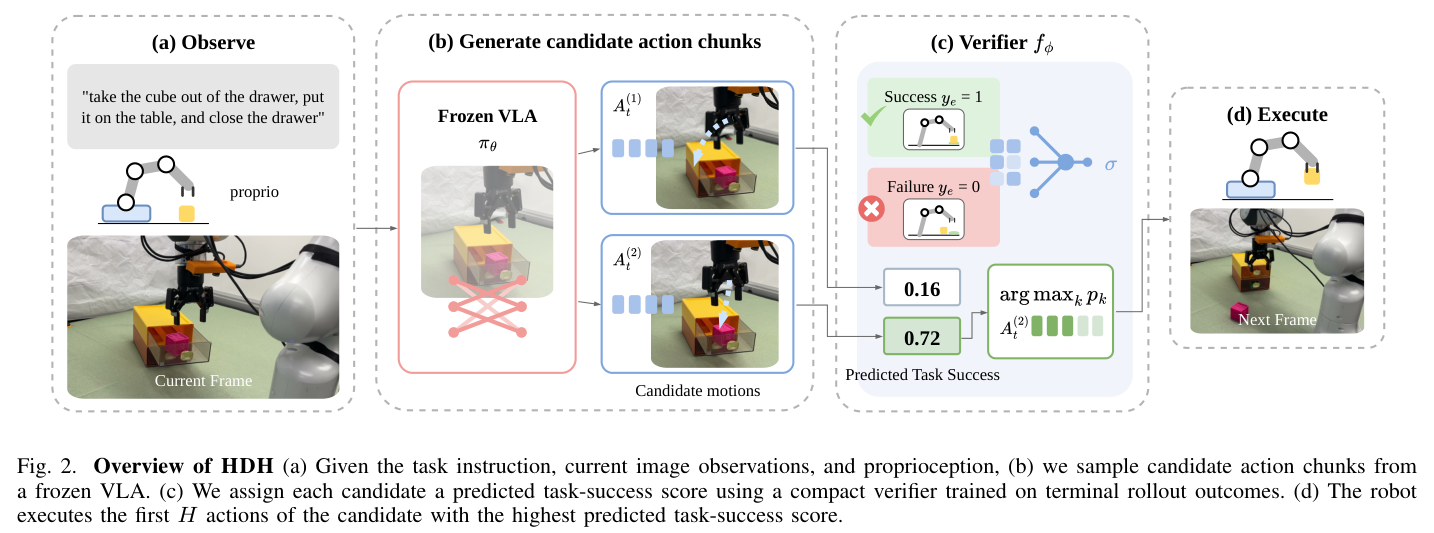 (a) Observe
"take the cube out of the drawer, put
it on the table, and close the drawer"
proprio
Current Frame
(b) Generate candidate action chunks
Frozen VLA
π_θ
A_t^(1)
A_t^(2)
Candidate motions
(c) Verifier f_ϕ
Success y_e = 1
Failure y_e = 0
σ
0.16
0.72
arg max_k p_k
A_t^(2)
Predicted Task Success
(d) Execute
Next Frame
Fig. 2. Overview of HDH (a) Given the task instruction, current image observations, and proprioception, (b) we sample candidate action chunks from
a frozen VLA. (c) We assign each candidate a predicted task-success score using a compact verifier trained on terminal rollout outcomes. (d) The robot
executes the first H actions of the candidate with the highest predicted task-success score.